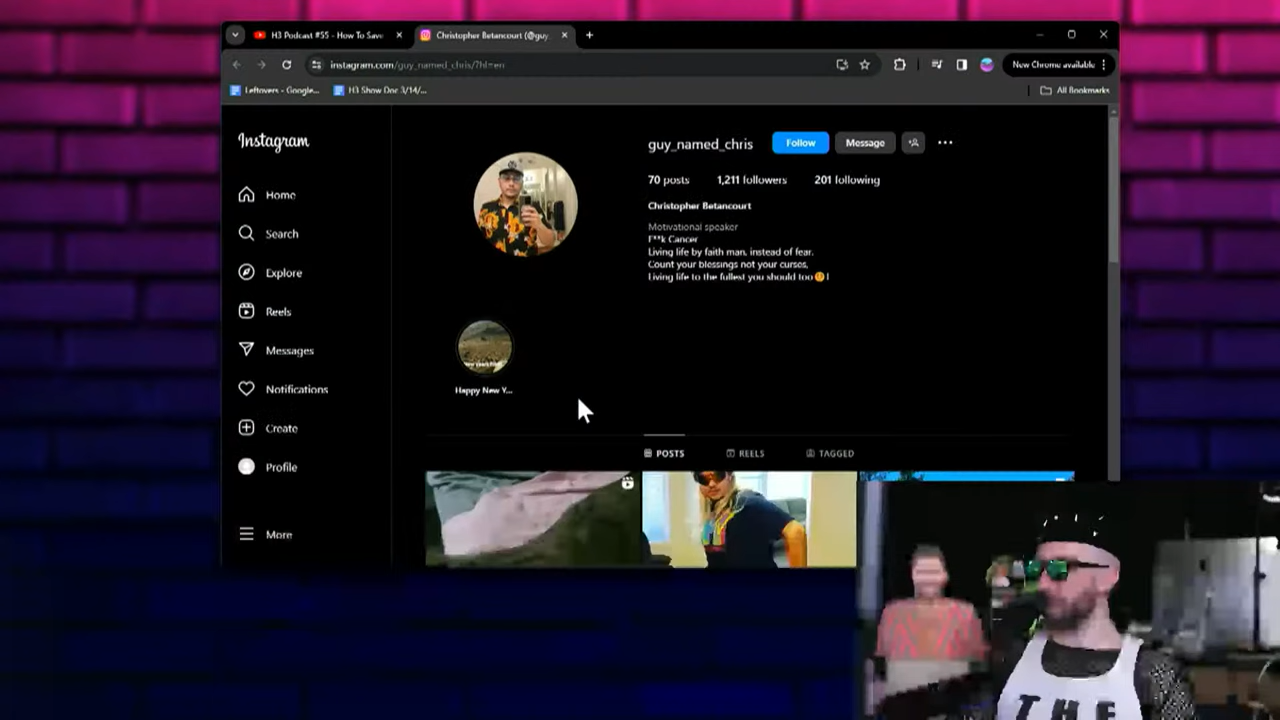 H3 Podcast #55 - How To Save
Christopher Betancourt (@guy_
instagram.com/guy_named_chris/?hl=en
New Chrome available
Leftovers - Google...
H3 Show Doc 3/14/...
All Bookmarks
Instagram
Home
Search
Explore
Reels
Messages
Notifications
Create
Profile
More
guy_named_chris
Follow
Message
70 posts 1,211 followers 201 following
Christopher Betancourt
Motivational speaker
F**k Cancer
Living life by faith man, instead of fear.
Count your blessings not your curses,
Living life to the fullest you should too🙂!
Happy New Y...
POSTS REELS TAGGED
THE